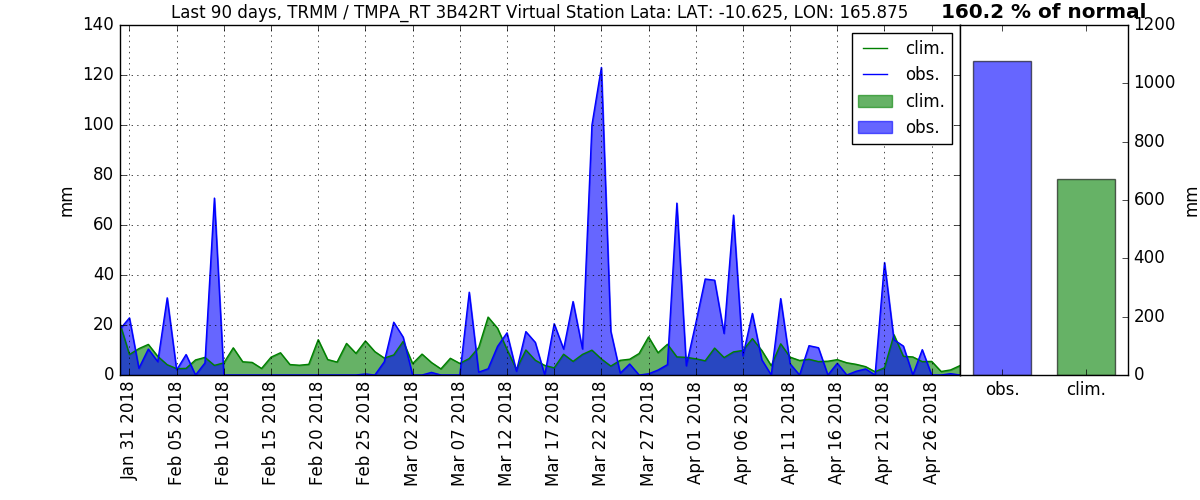 Last 90 days, TRMM / TMPA_RT 3B42RT Virtual Station Lata: LAT: -10.625, LON: 165.875
160.2 % of normal
mm
140
120
100
80
60
40
20
0
clim.
obs.
clim.
obs.
Jan 31 2018
Feb 05 2018
Feb 10 2018
Feb 15 2018
Feb 20 2018
Feb 25 2018
Mar 02 2018
Mar 07 2018
Mar 12 2018
Mar 17 2018
Mar 22 2018
Mar 27 2018
Apr 01 2018
Apr 06 2018
Apr 11 2018
Apr 16 2018
Apr 21 2018
Apr 26 2018
obs.
clim.
1200
1000
800
600
400
200
0
mm